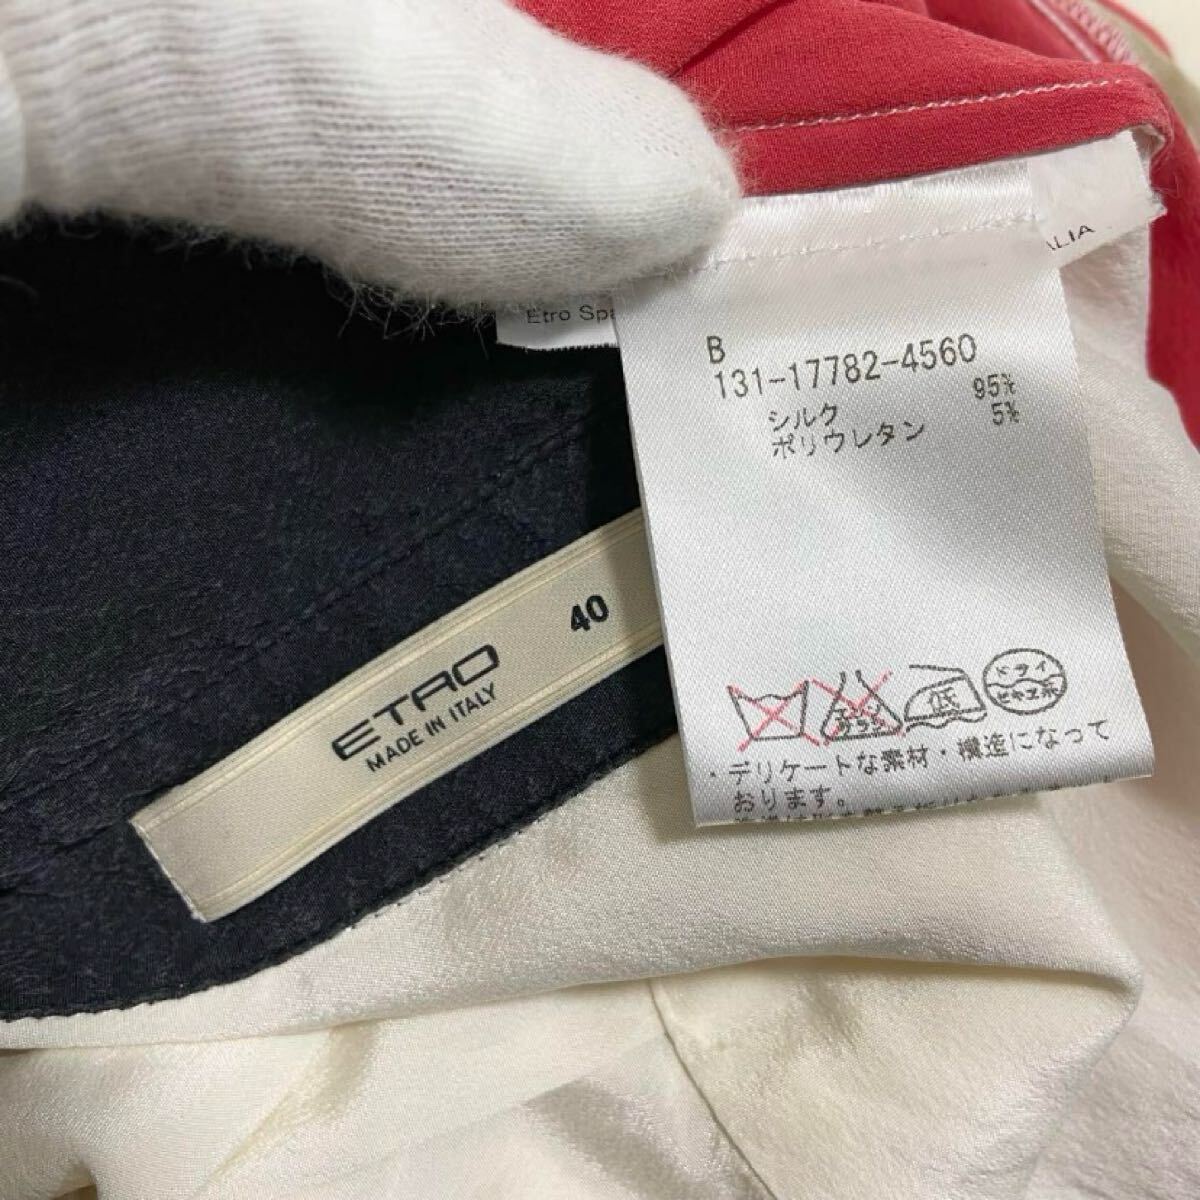 ALIA
Etro Spa
B
131-17782-4560
シルク 95%
ポリウレタン 5%
40
ETRO
MADE IN ITALY
低
ドライ
・デリケートな素材・構造になって
おります。